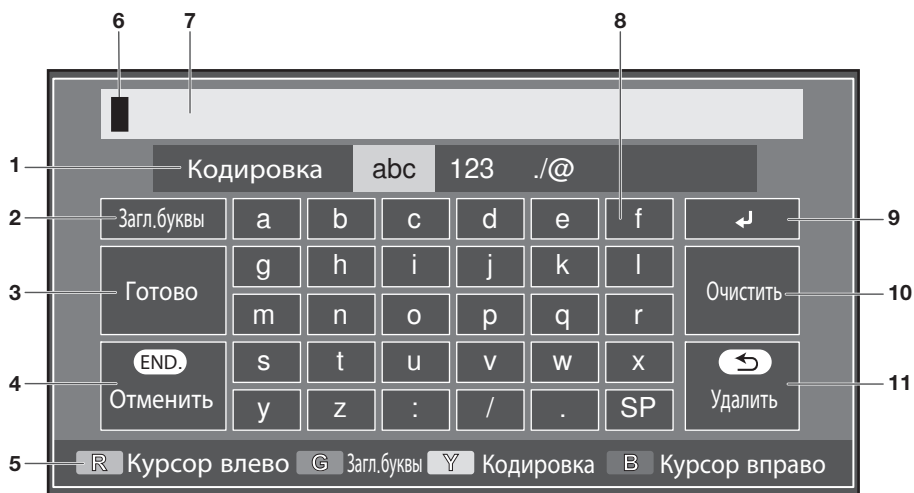 6 7 8
1 Кодировка abc 123 ./@
2 Загл.буквы a b c d e f ↲ 9
g h i j k l
3 Готово Очистить 10
m n o p q r
END. s t u v w x
4 Отменить Удалить 11
y z : / . SP
5 R Курсор влево G Загл.буквы Y Кодировка B Курсор вправо